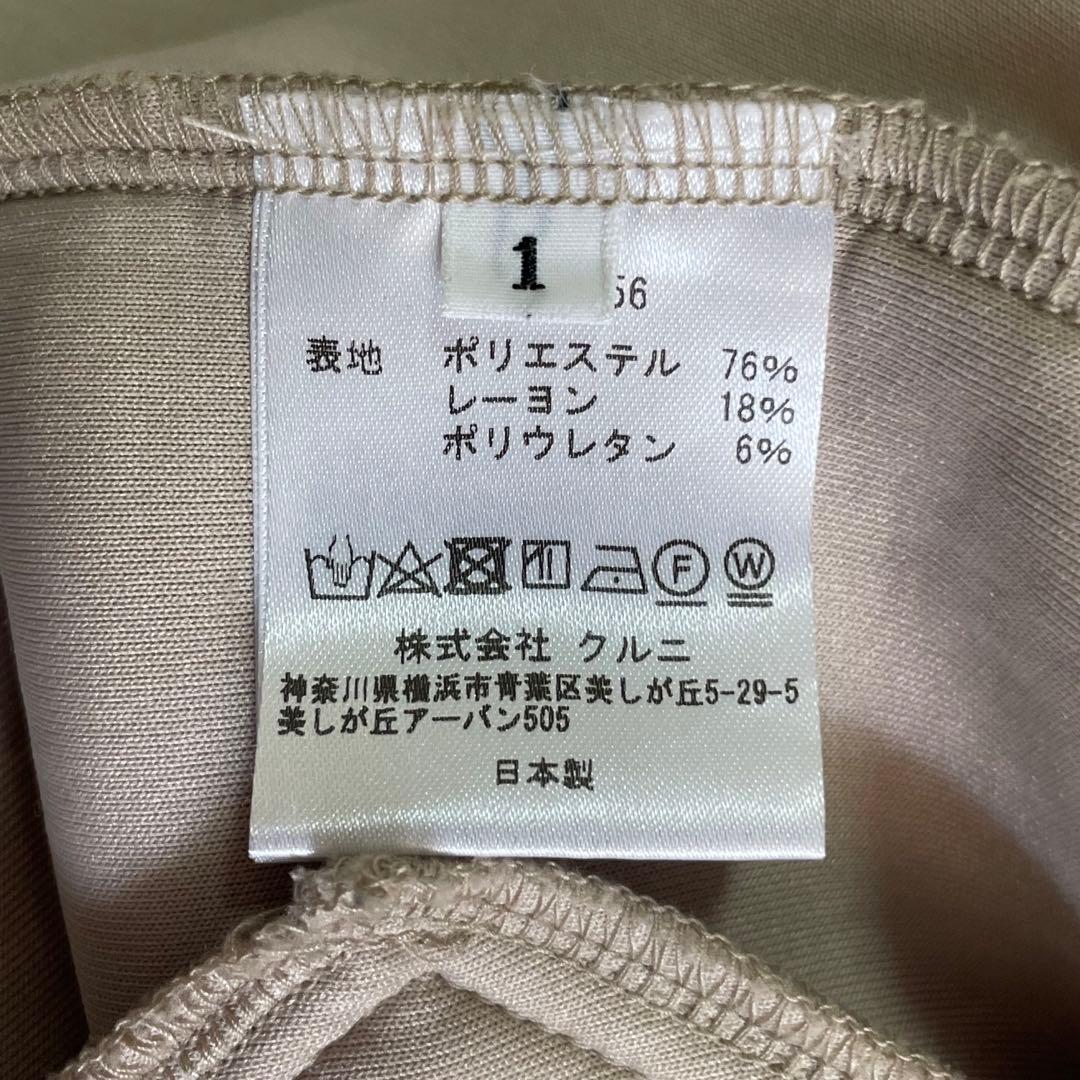 1
56
表地 ポリエステル 76%
レーヨン 18%
ポリウレタン 6%
F W
株式会社 クルニ
神奈川県横浜市青葉区美しが丘5-29-5
美しが丘アーバン505
日本製